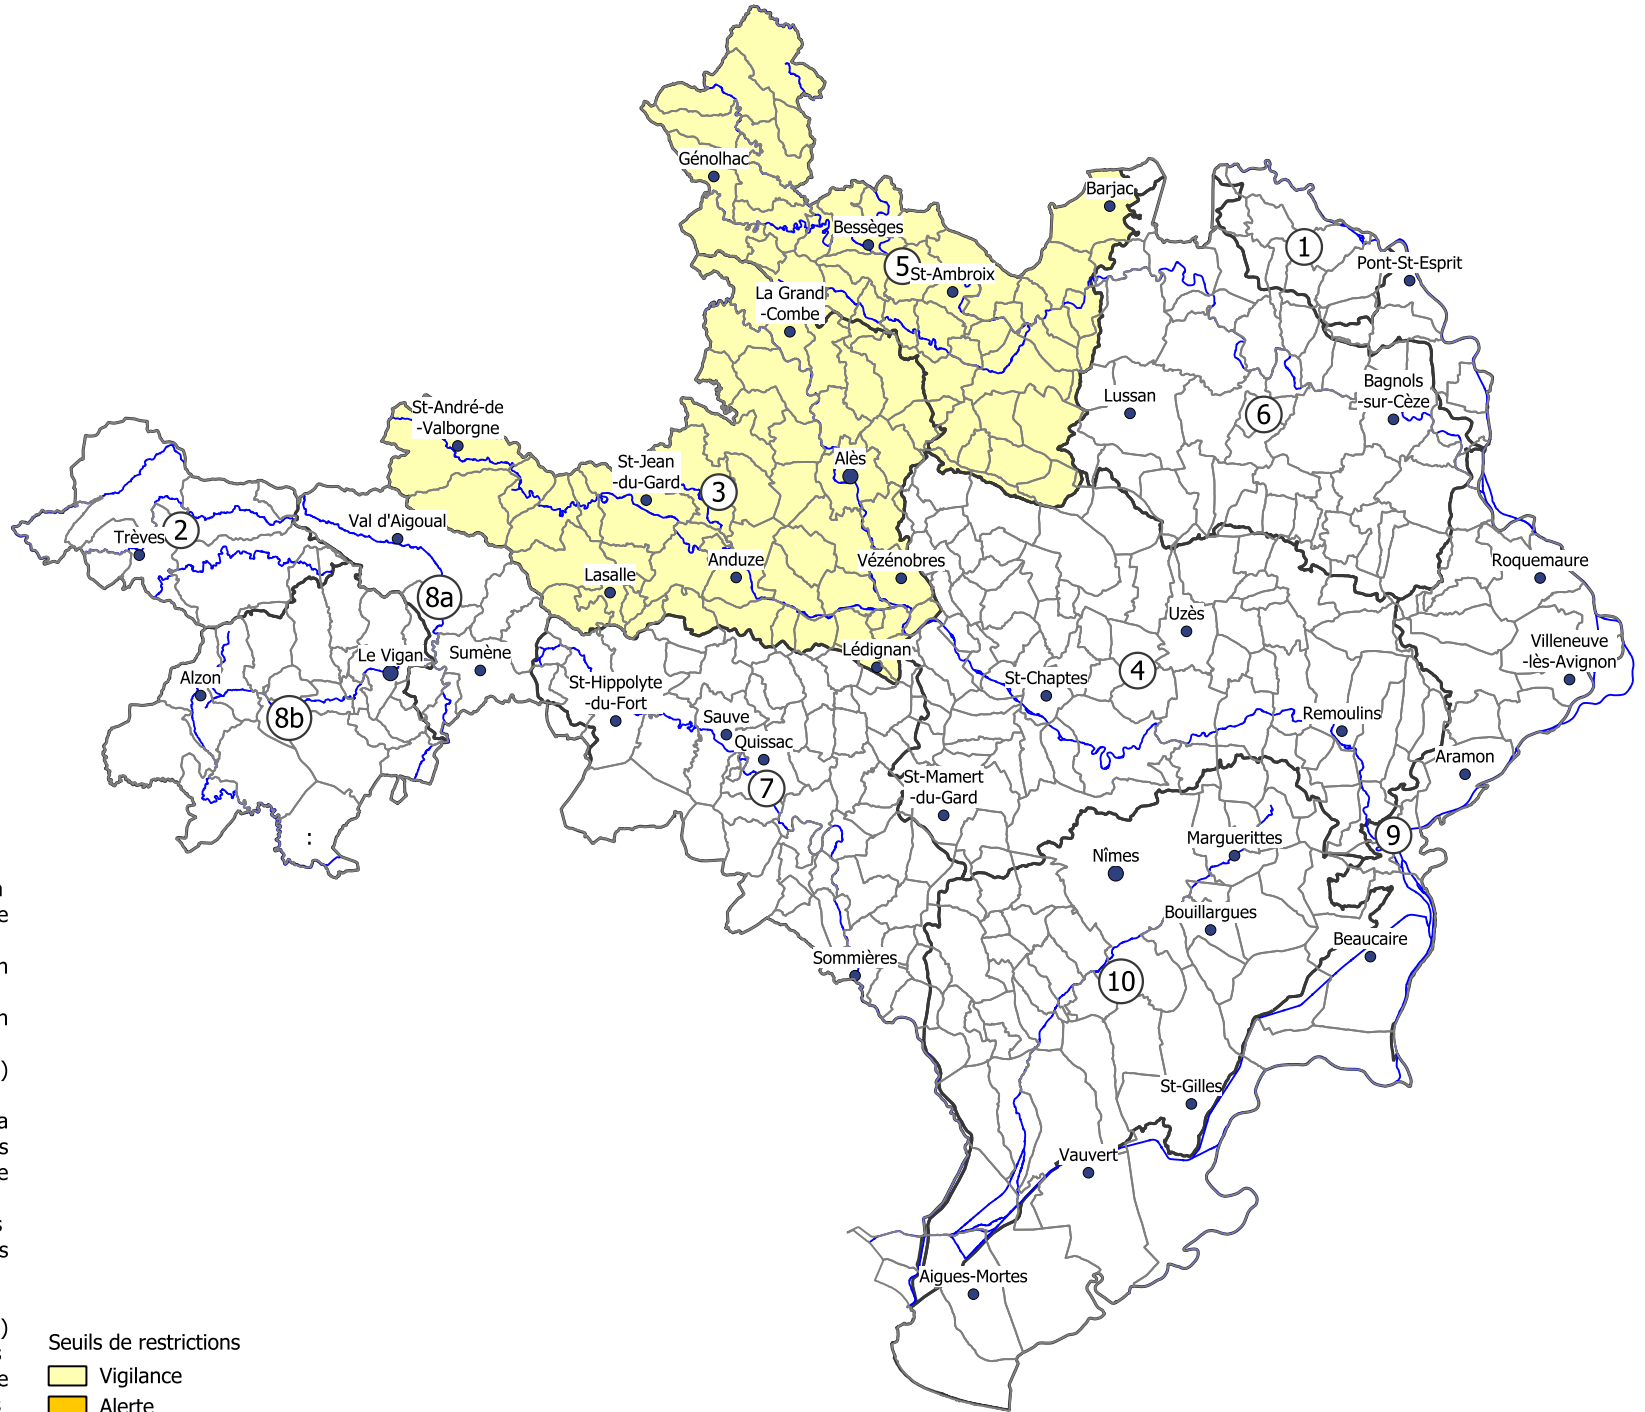 Génolhac
Barjac
Bessèges
1
5
St-Ambroix
Pont-St-Esprit
La Grand
-Combe
Lussan
Bagnols
-sur-Cèze
6
St-André-de
-Valborgne
Alès
St-Jean
-du-Gard
3
Val d'Aigoual
2
Trèves
Anduze
Vézénobres
Roquemaure
Lasalle
8a
Uzès
Villeneuve
-lès-Avignon
Le Vigan
Sumène
Lédignan
4
Alzon
St-Hippolyte
-du-Fort
St-Chaptes
8b
Sauve
Remoulins
Quissac
Aramon
7
St-Mamert
-du-Gard
:
Marguerittes
9
Nîmes
n
e
Bouillargues
Beaucaire
Sommières
n
10
n
)
St-Gilles
a
s
Vauvert
e
s
s
Aigues-Mortes
)
s
e
s
Seuils de restrictions
Vigilance
Alerte